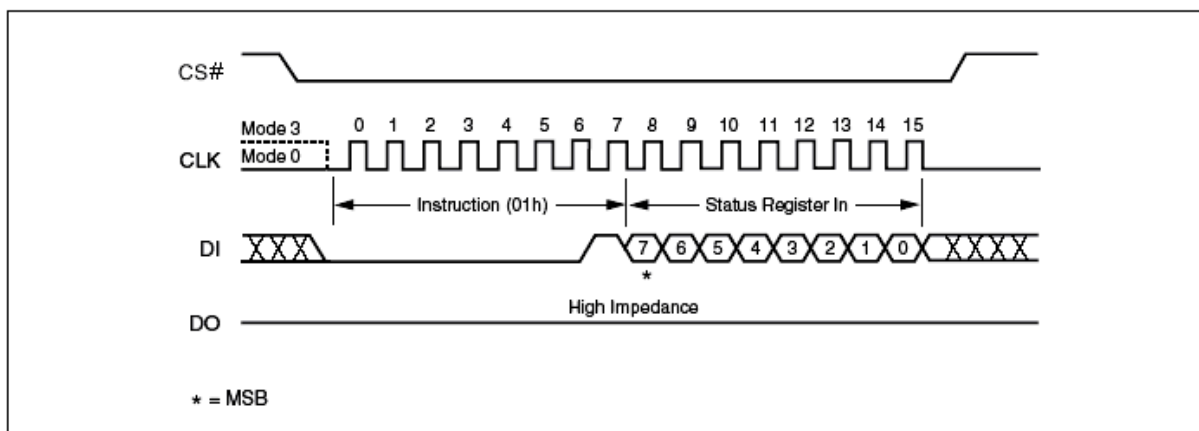 CS#
Mode 3 0 1 2 3 4 5 6 7 8 9 10 11 12 13 14 15
CLK Mode 0
Instruction (01h) Status Register In
DI 7 6 5 4 3 2 1 0
*
High Impedance
DO
* = MSB